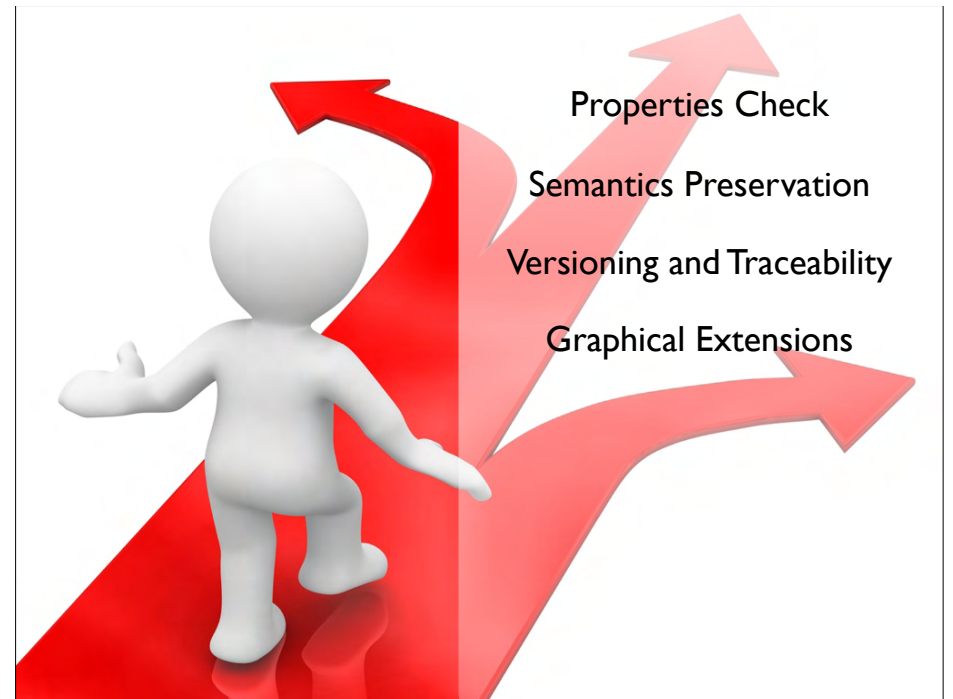 Properties Check
Semantics Preservation
Versioning and Traceability
Graphical Extensions